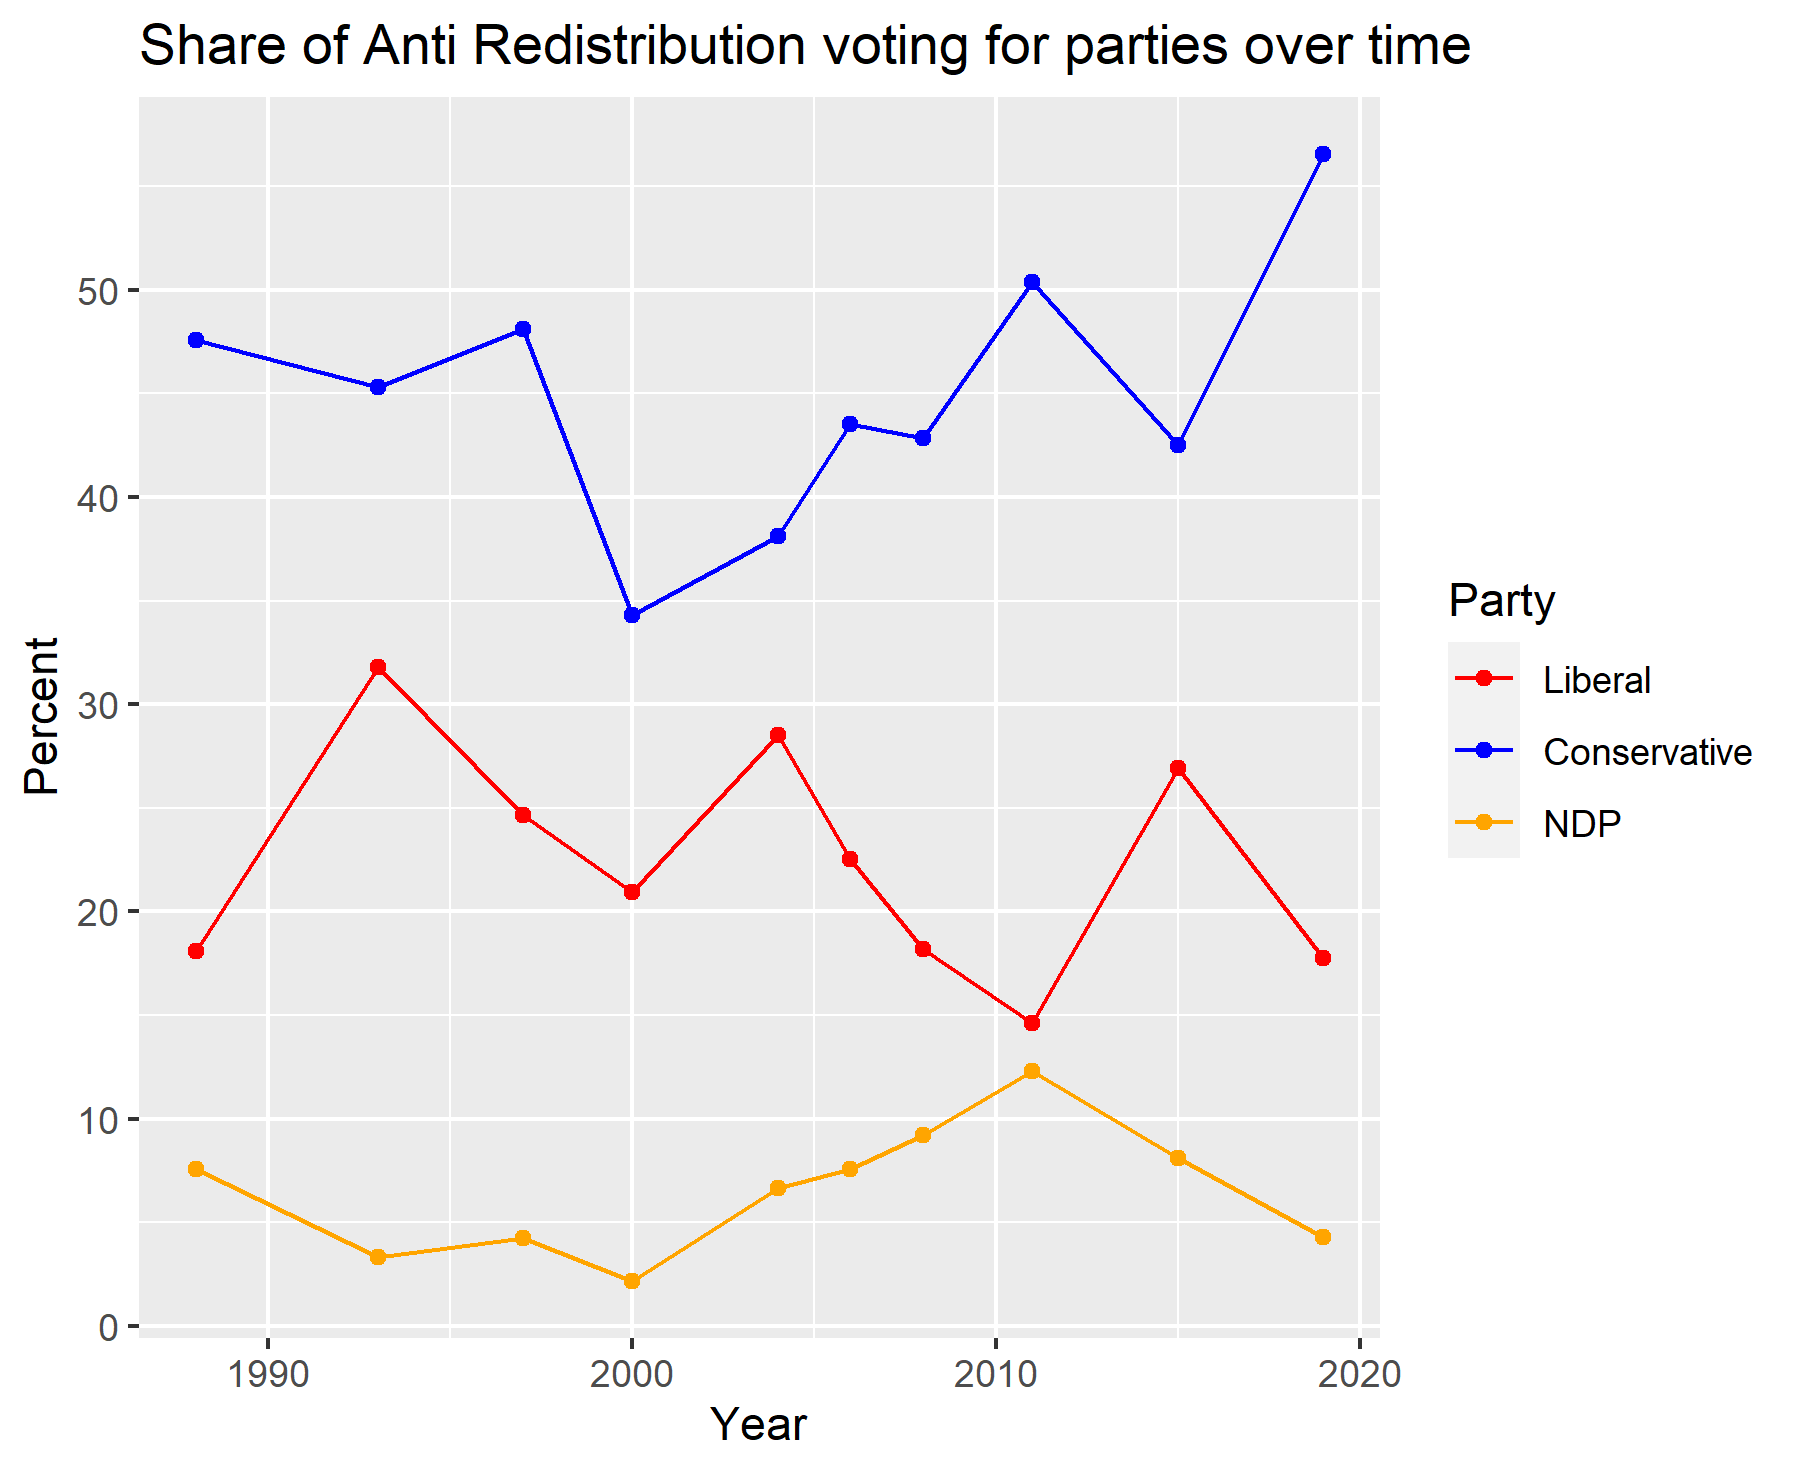 Share of Anti Redistribution voting for parties over time
Percent
50
40
30
20
10
0
1990
2000
2010
2020
Year
Party
Liberal
Conservative
NDP